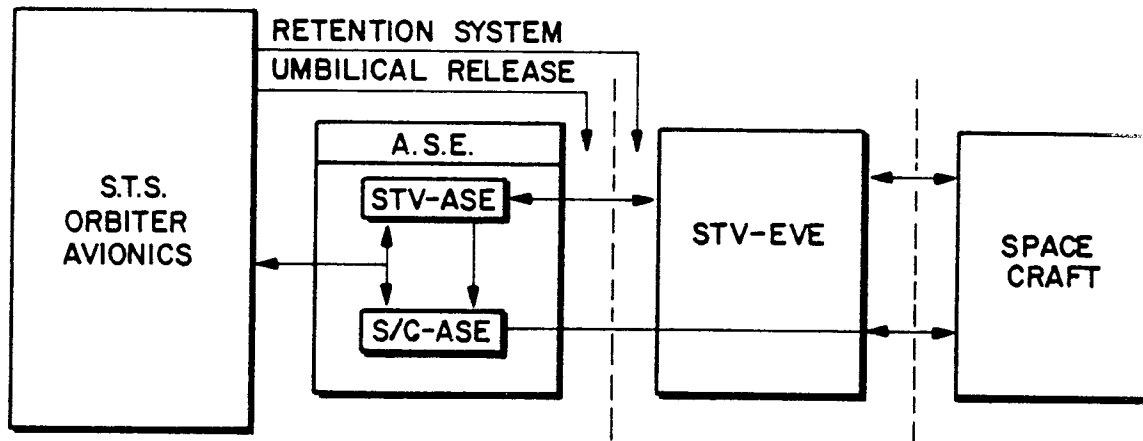 RETENTION SYSTEM
UMBILICAL RELEASE
S.T.S.
ORBITER
AVIONICS
A.S.E.
STV-ASE
S/C-ASE
STV-EVE
SPACE
CRAFT